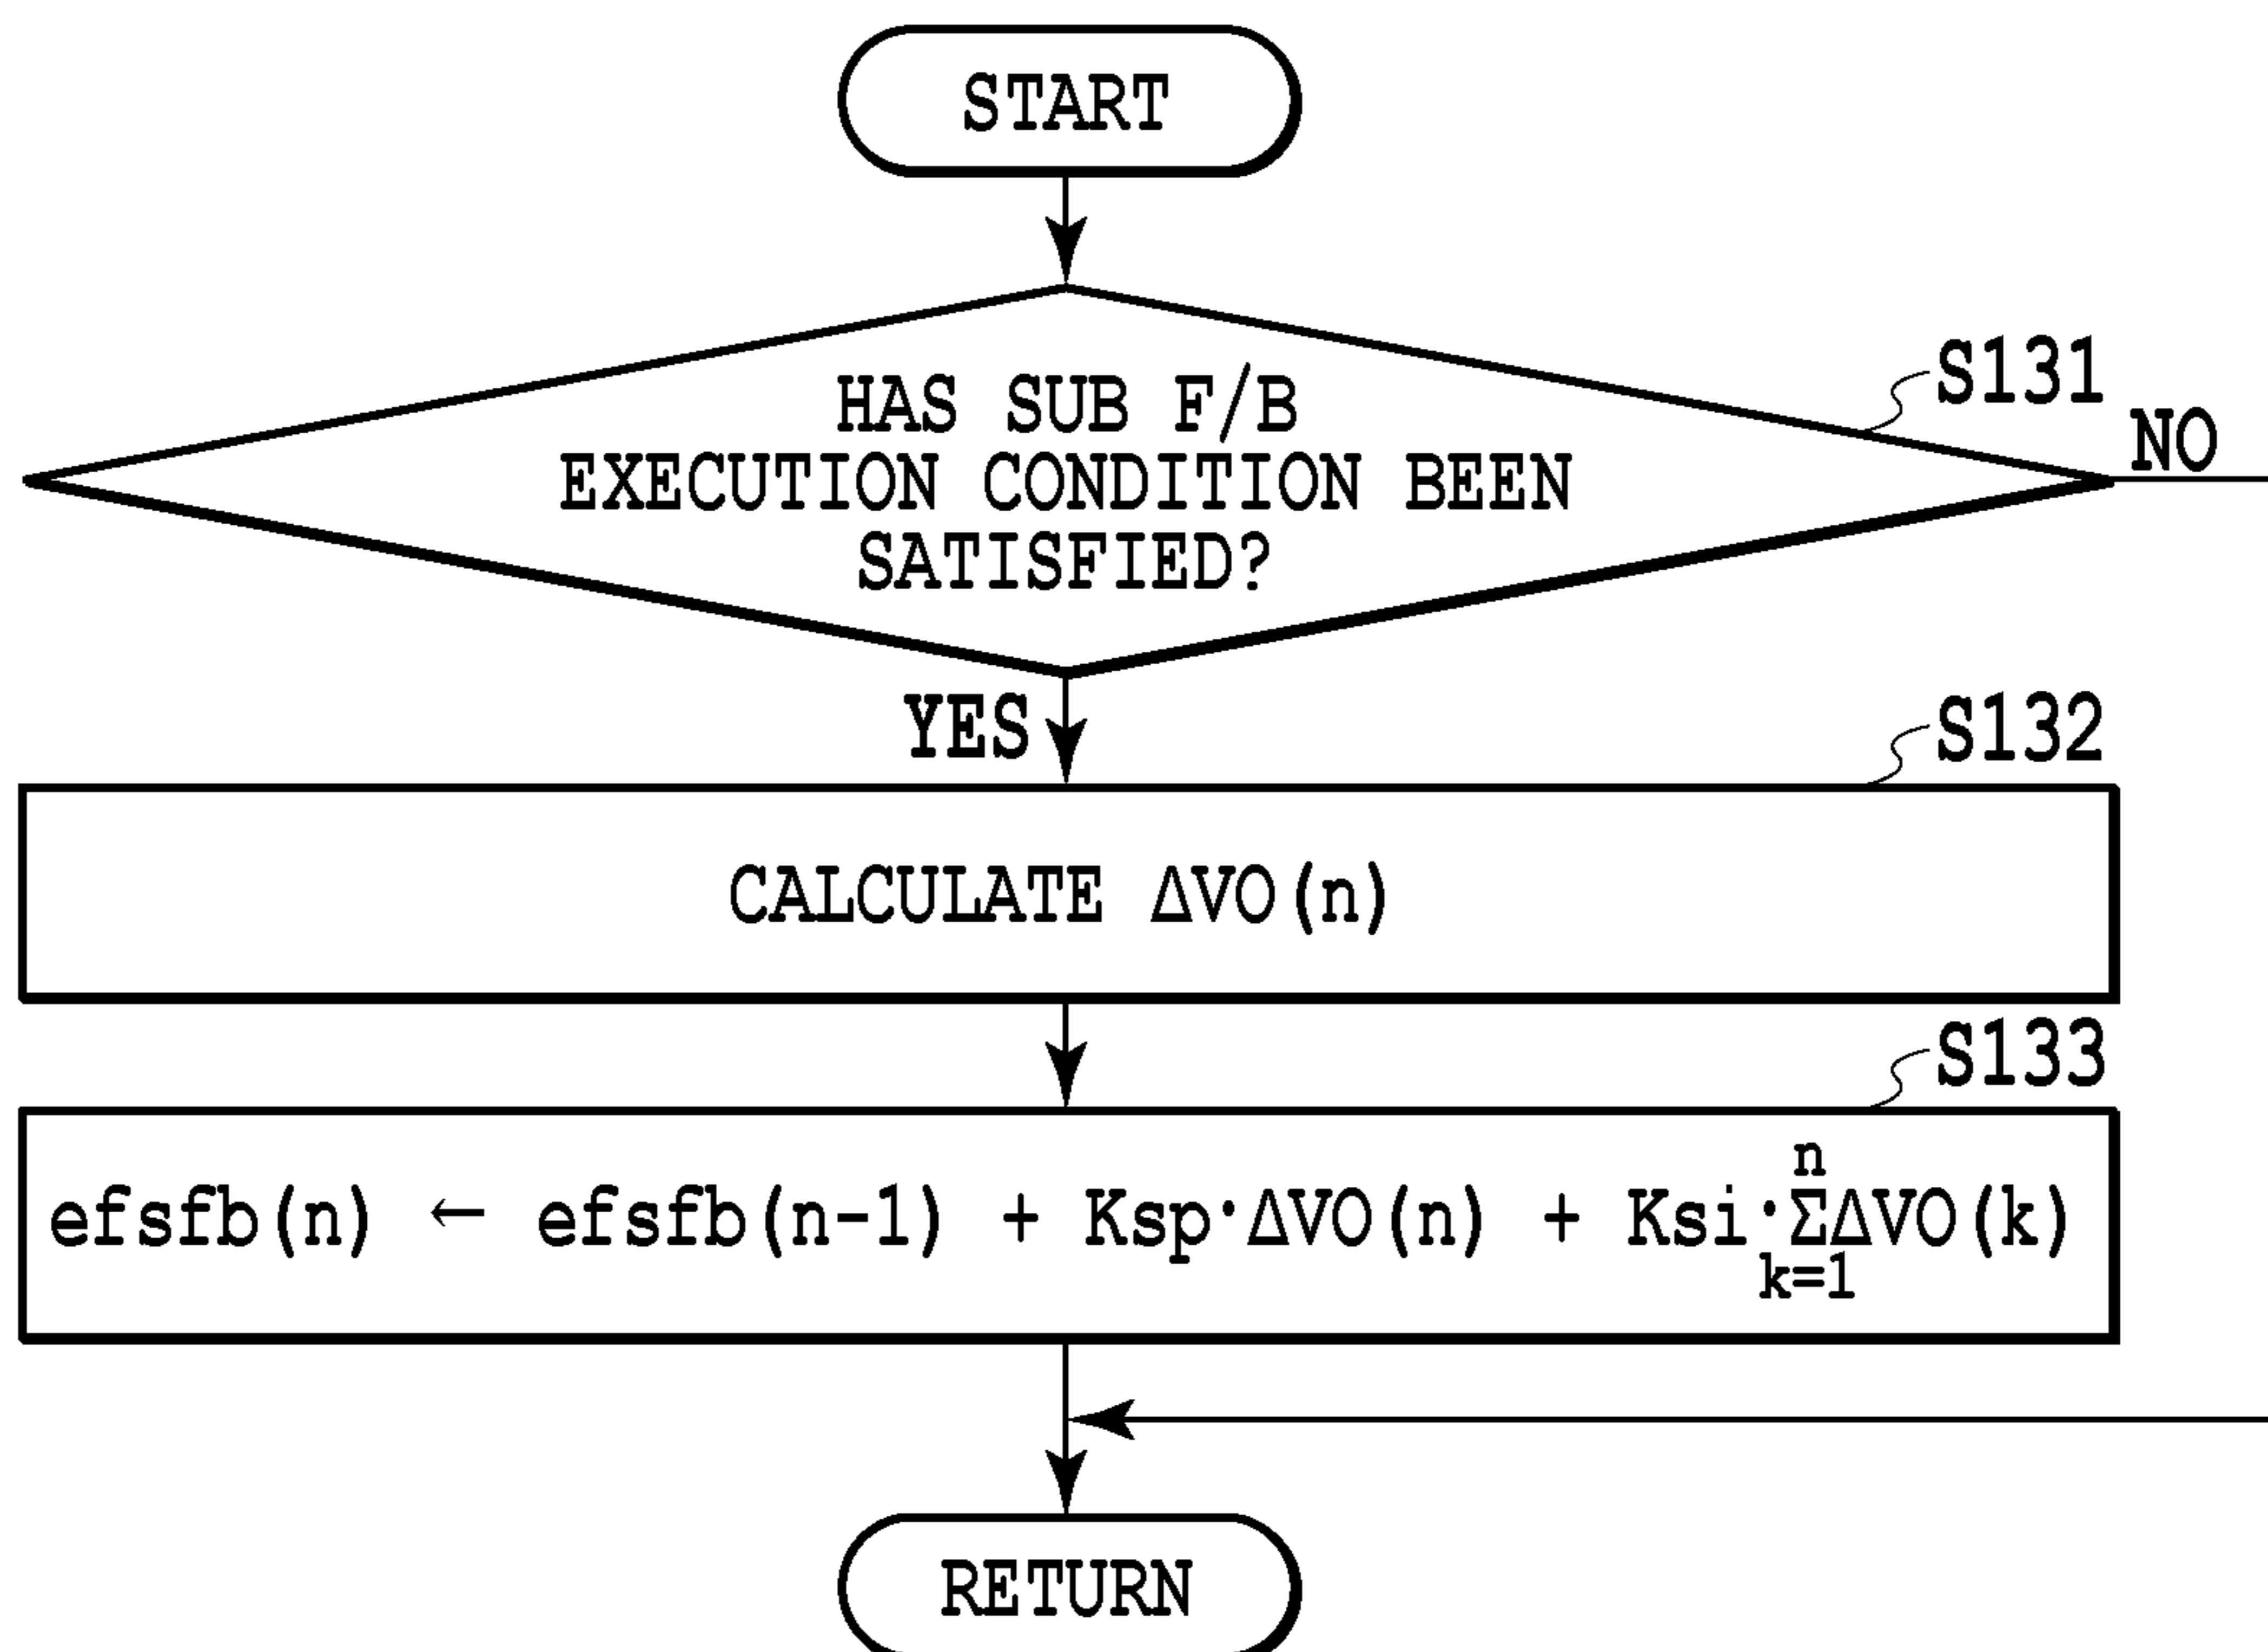 START
HAS SUB F/B
EXECUTION CONDITION BEEN
SATISFIED?
S131
NO
YES
S132
CALCULATE ΔVO(n)
S133
efsfb(n) ← efsfb(n-1) + Ksp·ΔVO(n) + Ksi·
n
Σ
k=1
ΔVO(k)
RETURN